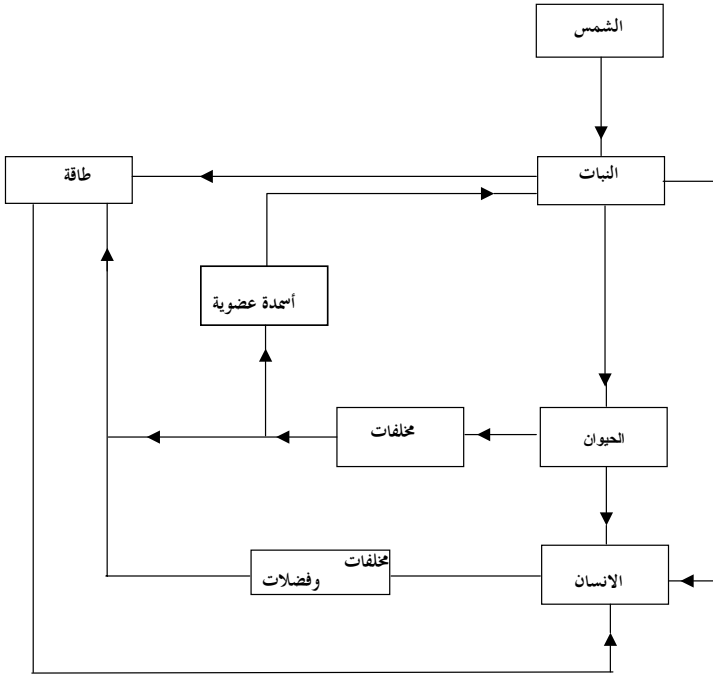 الشمس
النبات
طاقة
أسمدة عضوية
مخلفات
الحيوان
مخلفات
وفضلات
الانسان